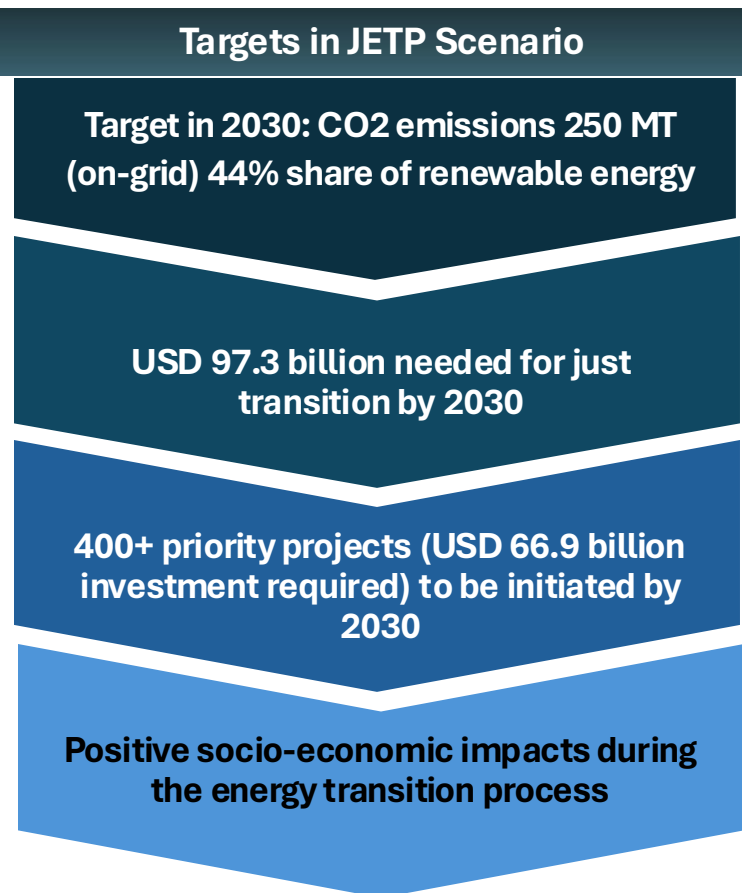 Targets in JETP Scenario
Target in 2030: CO2 emissions 250 MT
(on-grid) 44% share of renewable energy
USD 97.3 billion needed for just
transition by 2030
400+ priority projects (USD 66.9 billion
investment required) to be initiated by
2030
Positive socio-economic impacts during
the energy transition process